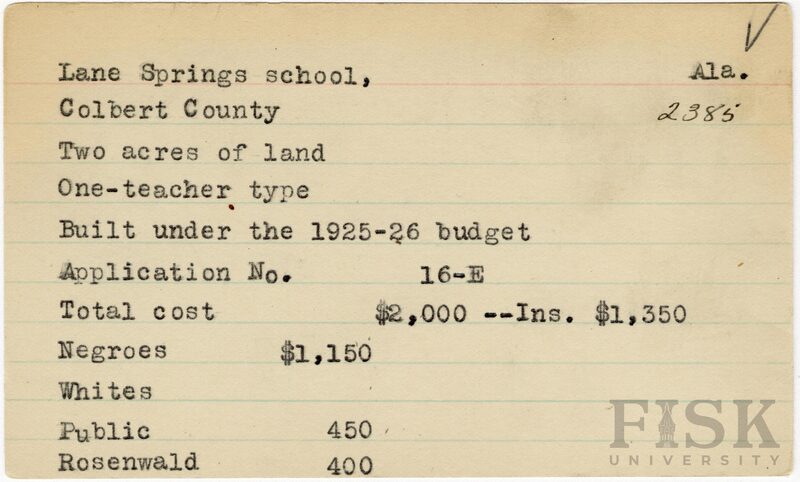 Lane Springs school, Ala.
Colbert County 2385
Two acres of land
One-teacher type
Built under the 1925-26 budget
Application No. 16-E
Total cost $2,000 --Ins. $1,350
Negroes $1,150
Whites
Public 450
Rosenwald 400
FISK
UNIVERSITY